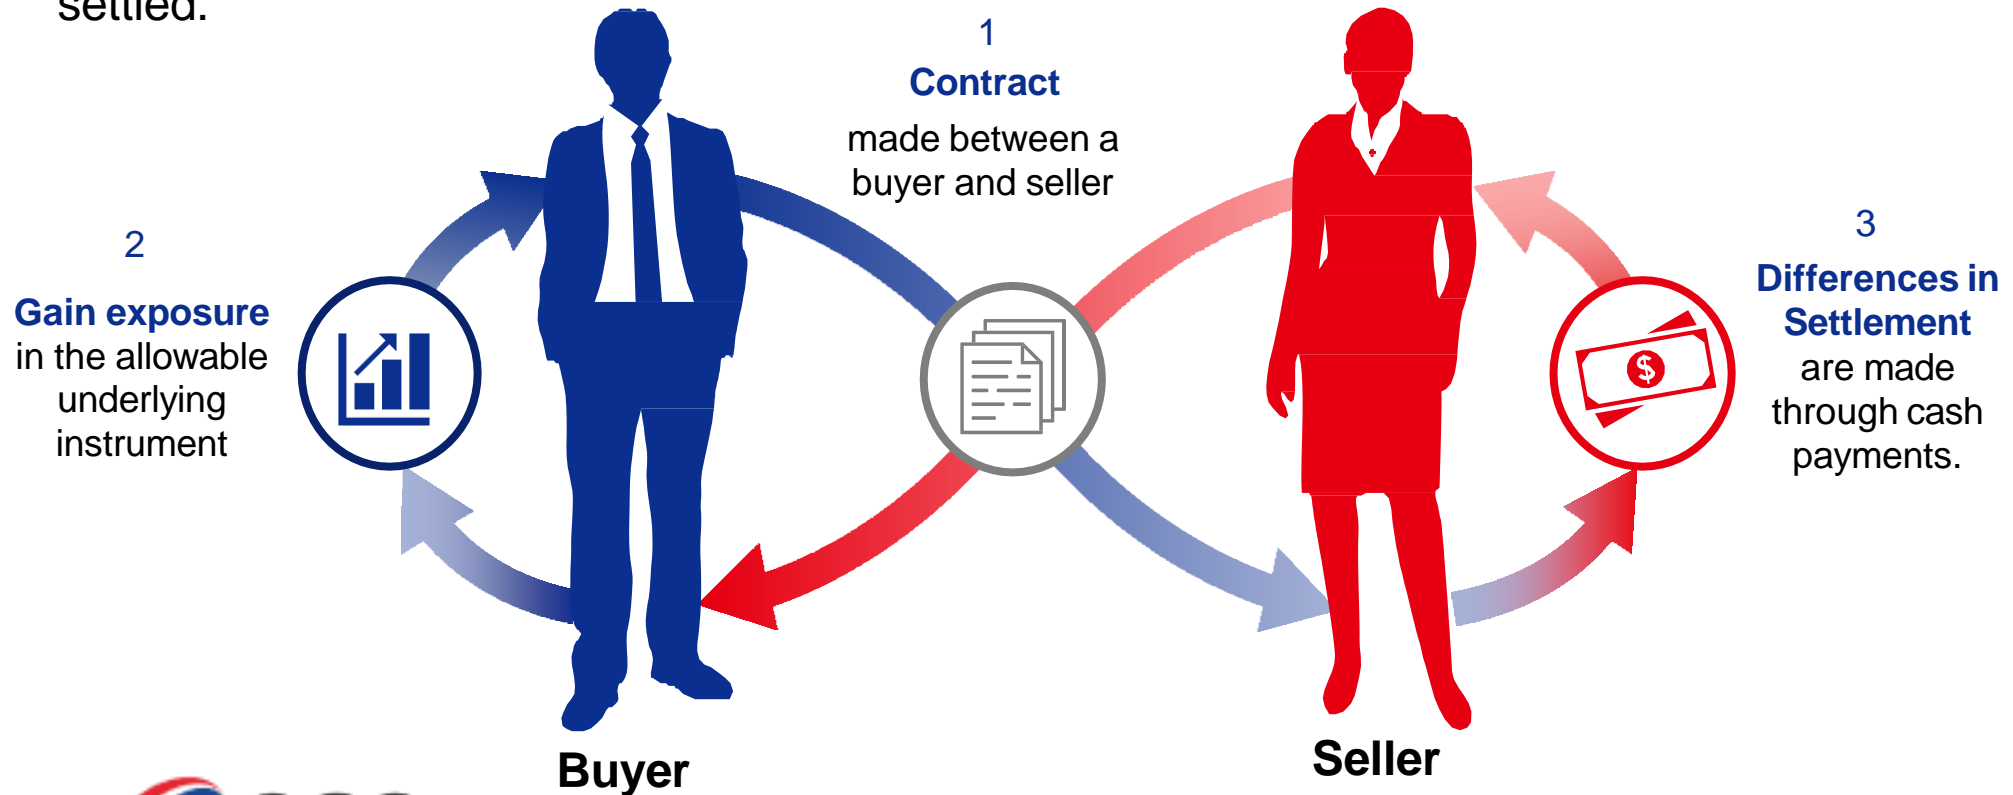 settled.
1
Contract
made between a
buyer and seller
2
Gain exposure
in the allowable
underlying
instrument
3
Differences in
Settlement
are made
through cash
payments.
$
Buyer
Seller